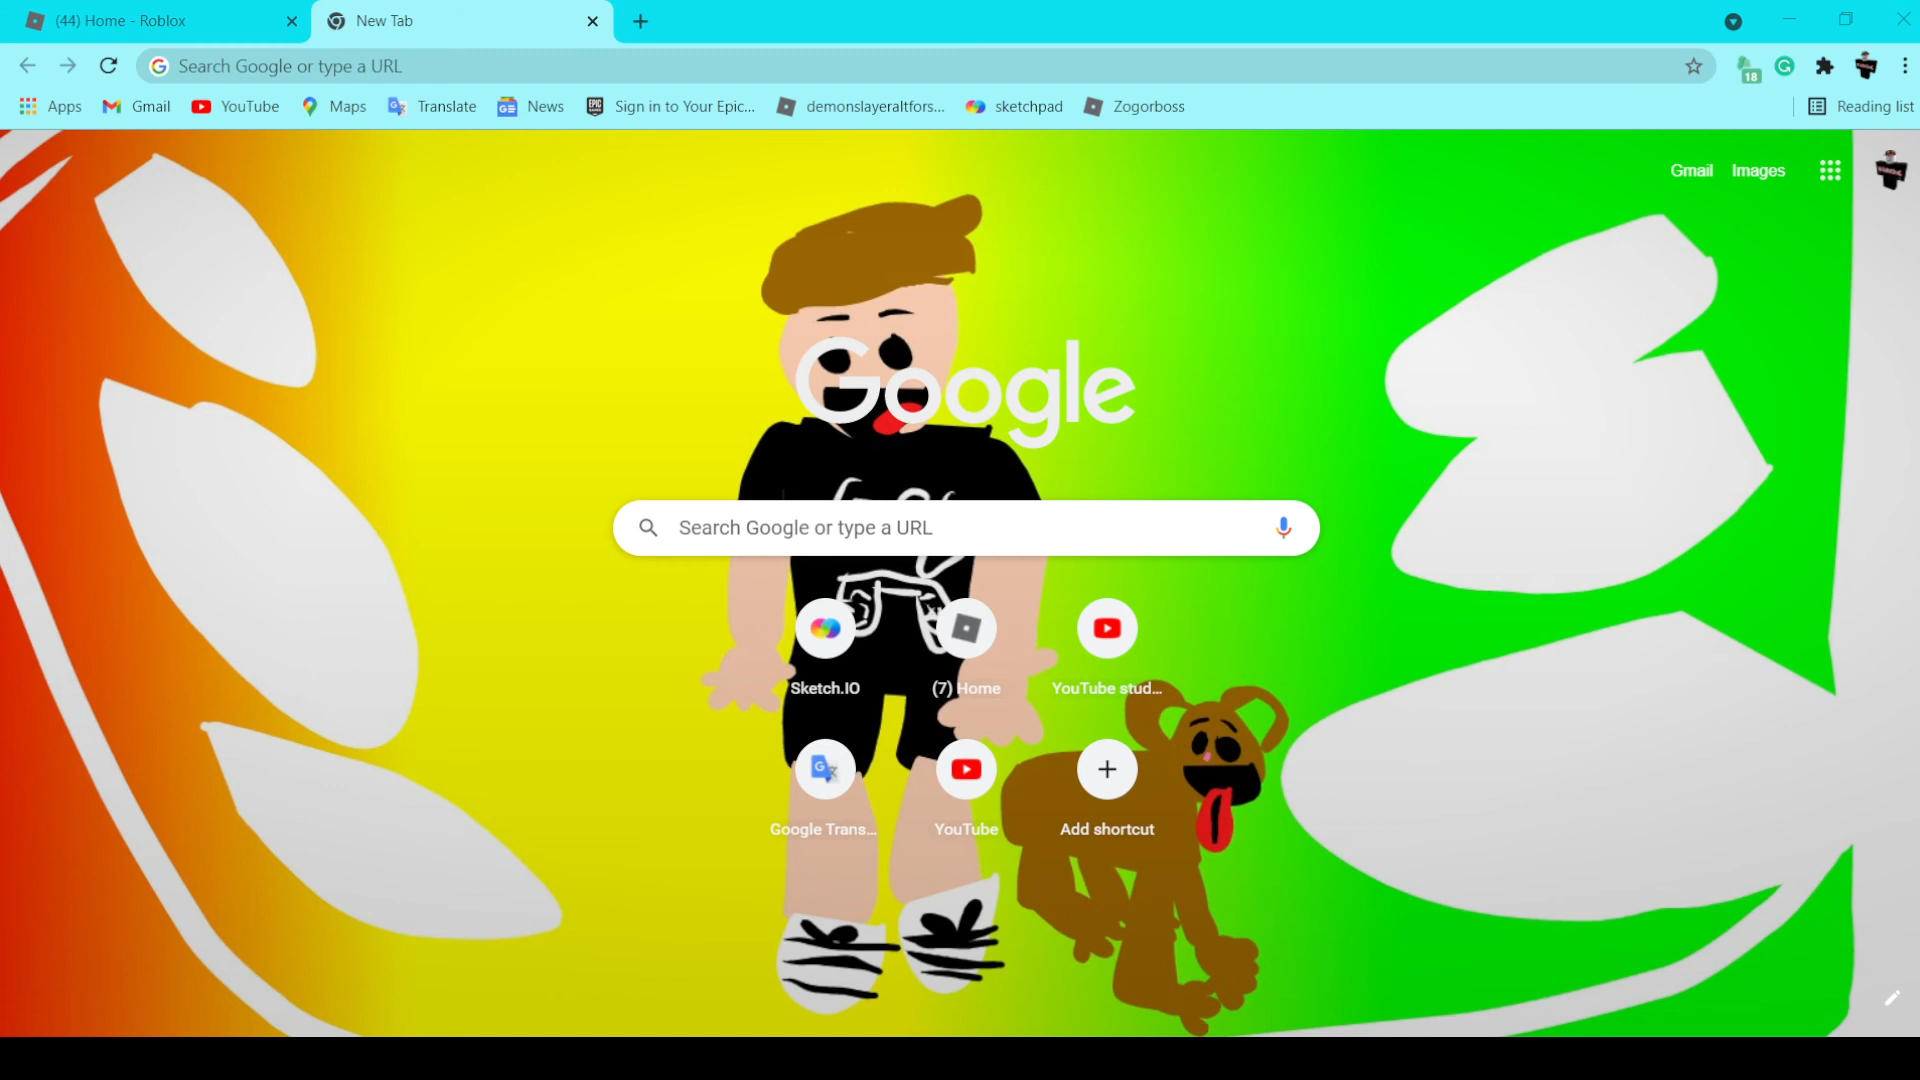 (44) Home - Roblox
New Tab
Search Google or type a URL
18
Apps
Gmail
YouTube
Maps
Translate
News
EPIC
Sign in to Your Epic...
demonslayeraltfors...
sketchpad
Zogorboss
Reading list
Gmail
Images
Google
Search Google or type a URL
Sketch.IO
(7) Home
YouTube stud...
Google Trans...
YouTube
Add shortcut